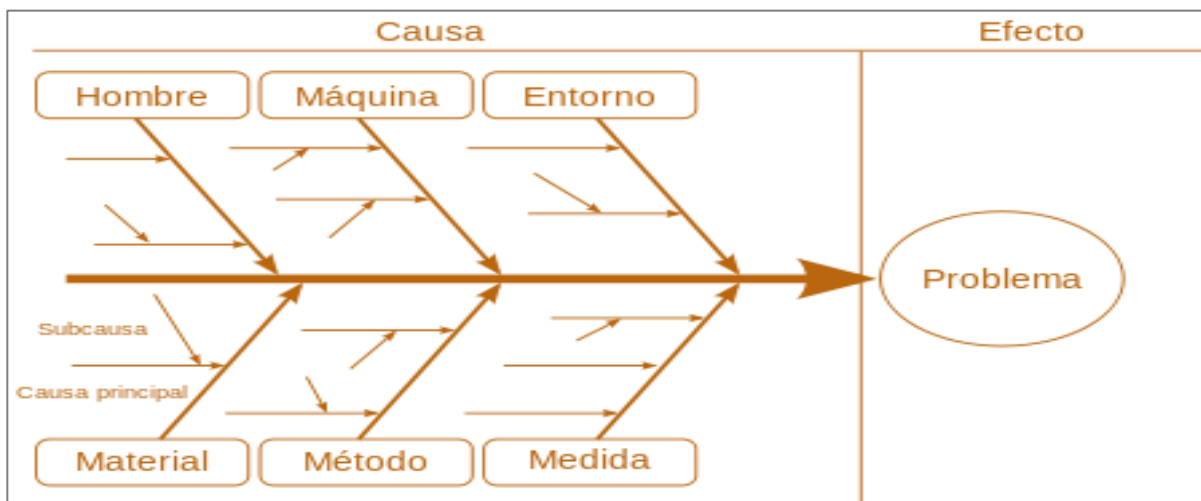 Causa
Efecto
Hombre
Máquina
Entorno
Problema
Subcausa
Causa principal
Material
Método
Medida